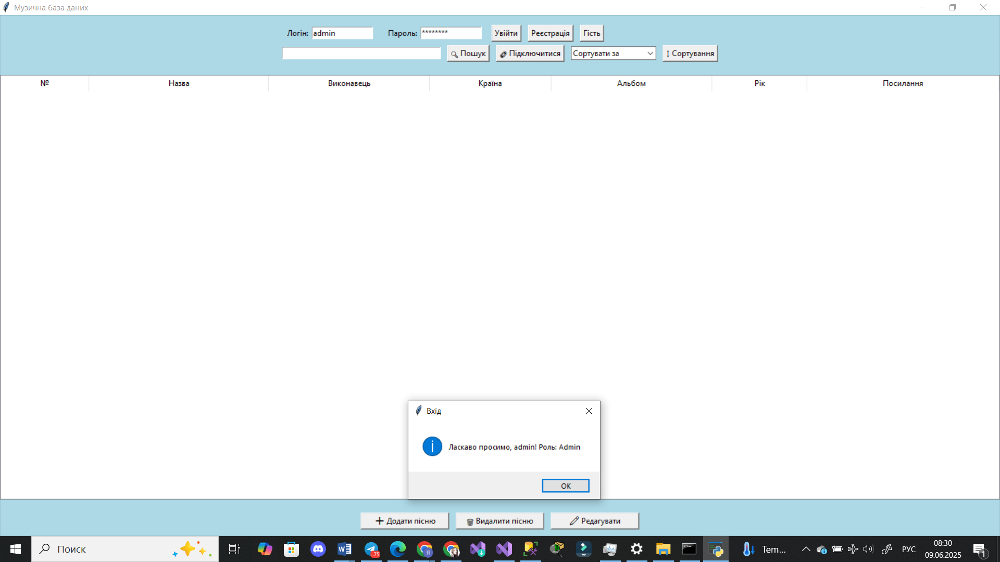 Музична база даних
Логін: admin Пароль: ******** Увійти Реєстрація Гість
Пошук Підключитися Сортувати за Сортування
№ Назва Виконавець Країна Альбом Рік Посилання
Вхід
Ласкаво просимо, admin! Роль: Admin
OK
Додати пісню Видалити пісню Редагувати
Поиск .75 Я Tem... РУС 08:30
09.06.2025 1